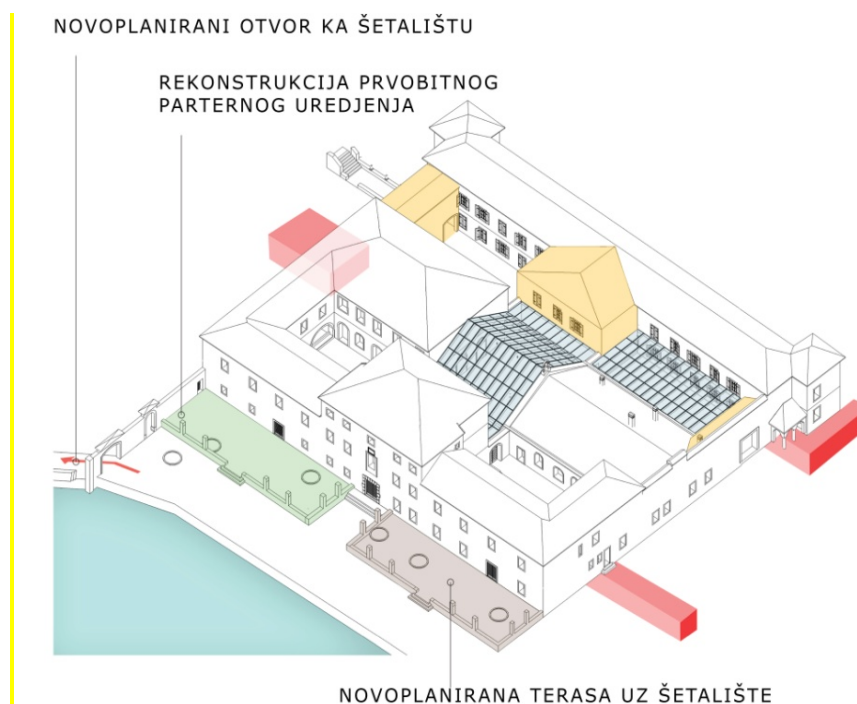 NOVOPLANIRANI OTVOR KA ŠETALIŠTU
REKONSTRUKCIJA PRVOBITNOG
PARTERNOG UREDJENJA
NOVOPLANIRANA TERASA UZ ŠETALIŠTE